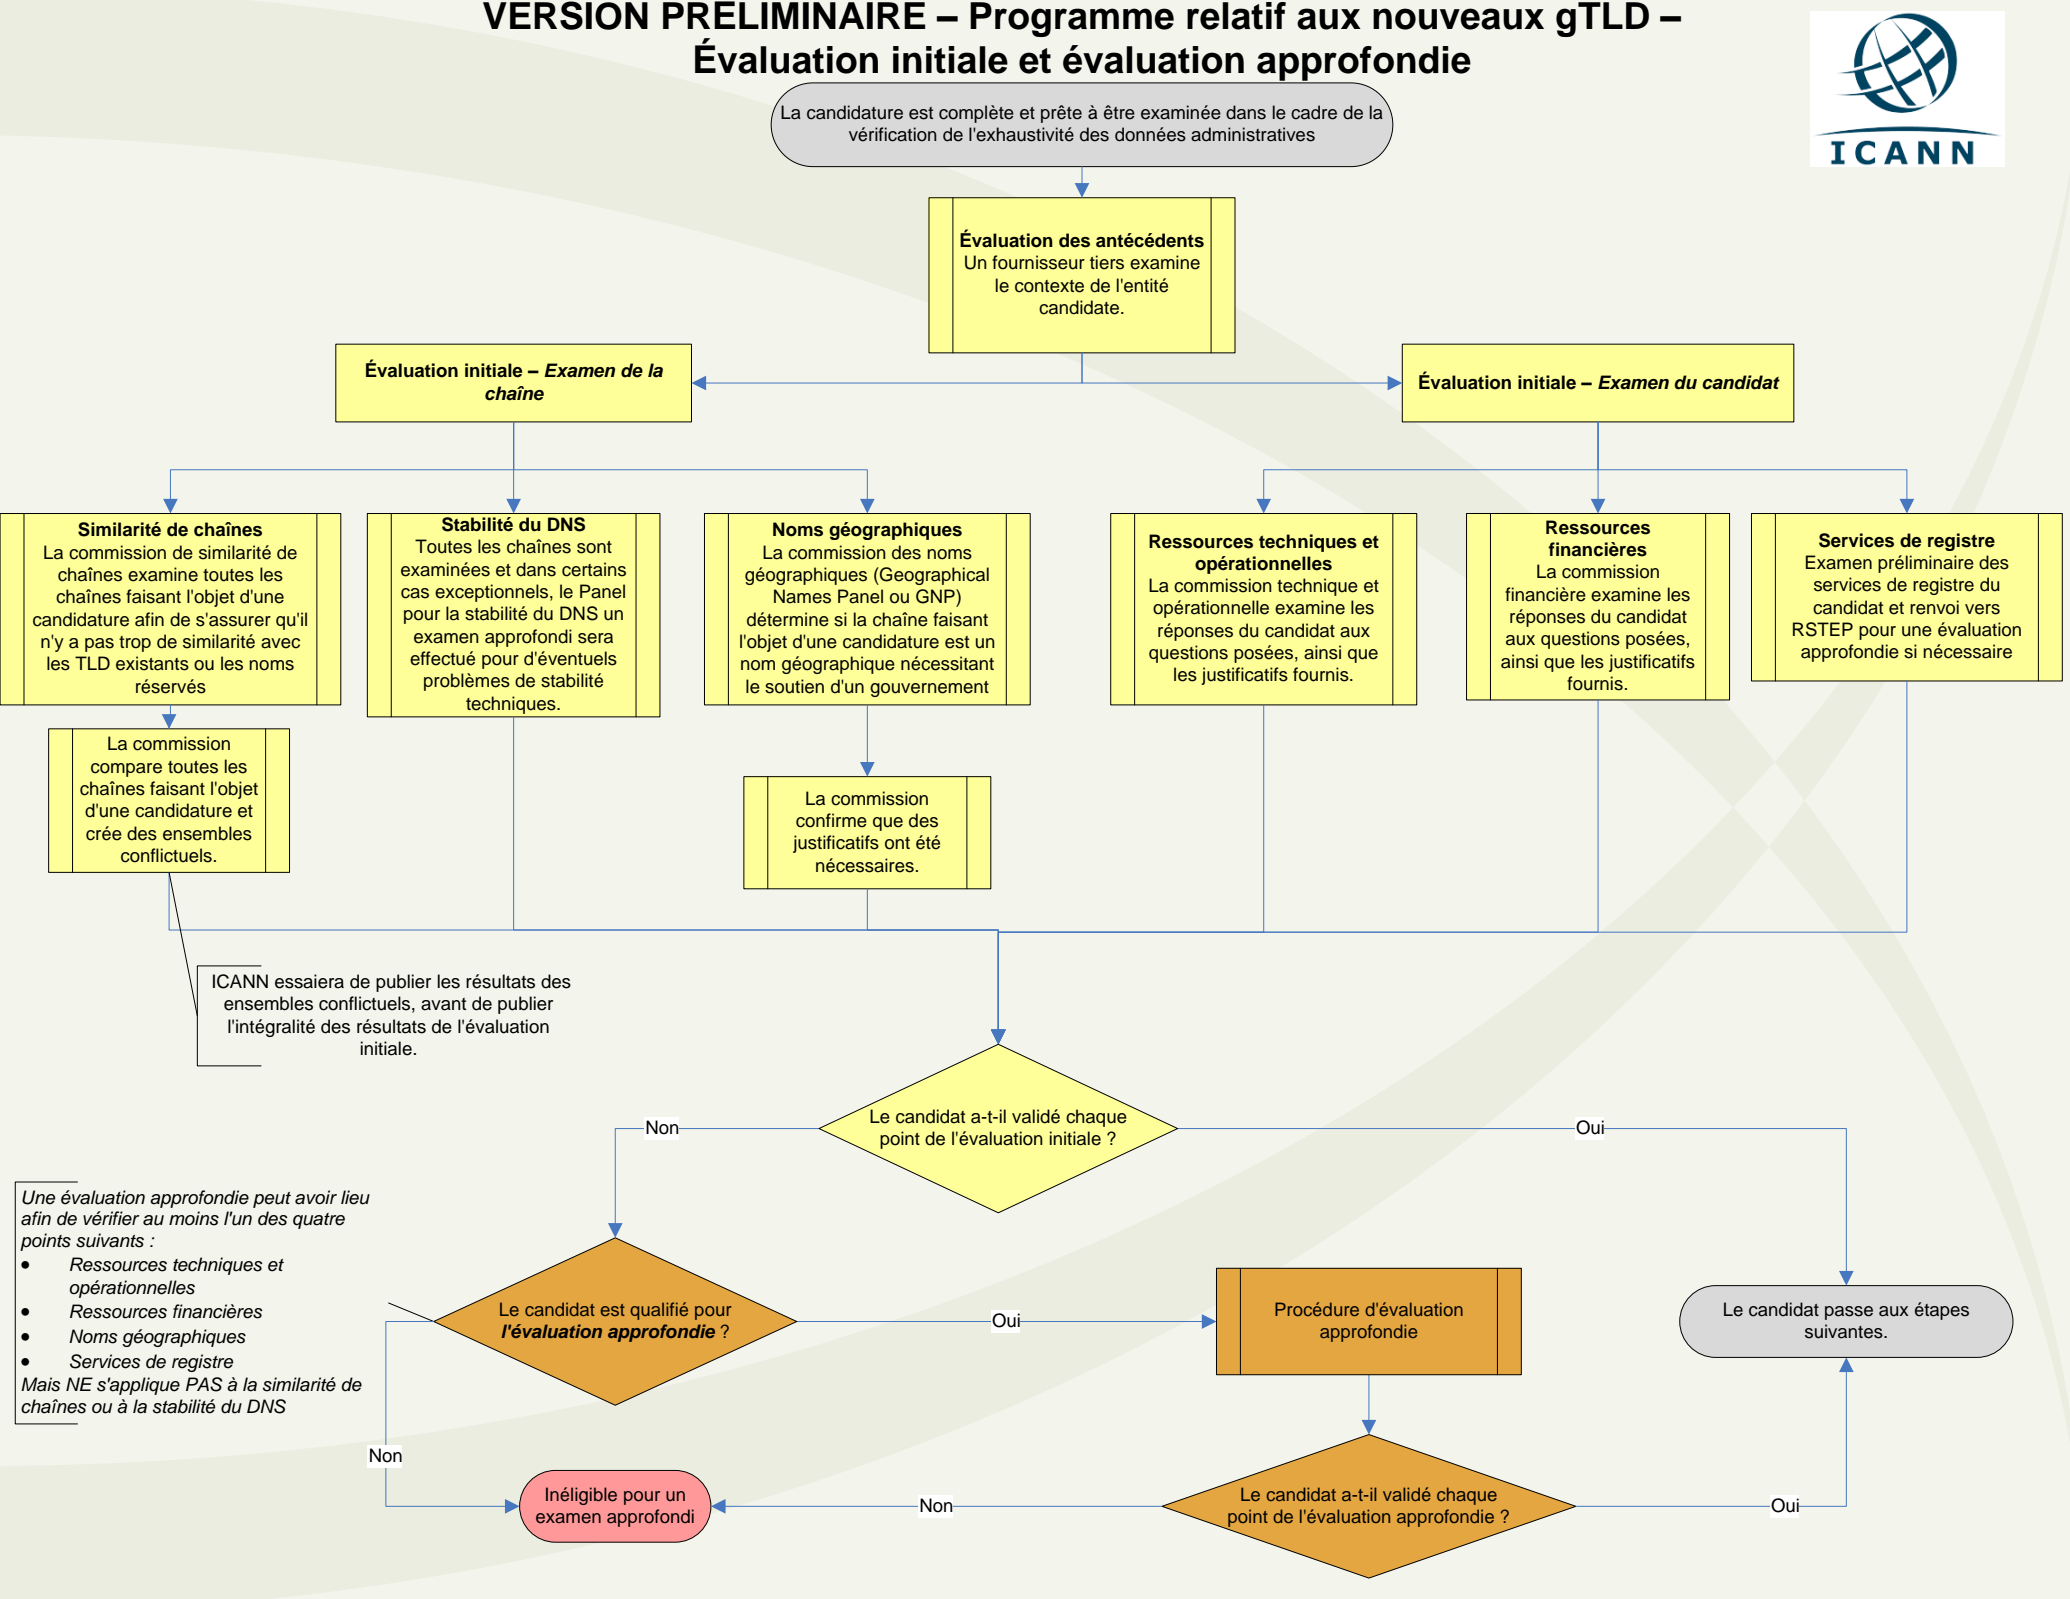 VERSION PRÉLIMINAIRE – Programme relatif aux nouveaux gTLD –
Évaluation initiale et évaluation approfondie
ICANN
La candidature est complète et prête à être examinée dans le cadre de la
vérification de l'exhaustivité des données administratives
Évaluation des antécédents
Un fournisseur tiers examine
le contexte de l'entité
candidate.
Évaluation initiale – Examen de la
chaîne
Évaluation initiale – Examen du candidat
Similarité de chaînes
La commission de similarité de
chaînes examine toutes les
chaînes faisant l'objet d'une
candidature afin de s'assurer qu'il
n'y a pas trop de similarité avec
les TLD existants ou les noms
réservés
Stabilité du DNS
Toutes les chaînes sont
examinées et dans certains
cas exceptionnels, le Panel
pour la stabilité du DNS un
examen approfondi sera
effectué pour d'éventuels
problèmes de stabilité
techniques.
Noms géographiques
La commission des noms
géographiques (Geographical
Names Panel ou GNP)
détermine si la chaîne faisant
l'objet d'une candidature est un
nom géographique nécessitant
le soutien d'un gouvernement
Ressources techniques et
opérationnelles
La commission technique et
opérationnelle examine les
réponses du candidat aux
questions posées, ainsi que
les justificatifs fournis.
Ressources
financières
La commission
financière examine les
réponses du candidat
aux questions posées,
ainsi que les justificatifs
fournis.
Services de registre
Examen préliminaire des
services de registre du
candidat et renvoi vers
RSTEP pour une évaluation
approfondie si nécessaire
La commission
compare toutes les
chaînes faisant l'objet
d'une candidature et
crée des ensembles
conflictuels.
La commission
confirme que des
justificatifs ont été
nécessaires.
ICANN essaiera de publier les résultats des
ensembles conflictuels, avant de publier
l'intégralité des résultats de l'évaluation
initiale.
Le candidat a-t-il validé chaque
point de l'évaluation initiale ?
Non
Oui
Une évaluation approfondie peut avoir lieu
afin de vérifier au moins l'un des quatre
points suivants :
• Ressources techniques et
opérationnelles
• Ressources financières
• Noms géographiques
• Services de registre
Mais NE s'applique PAS à la similarité de
chaînes ou à la stabilité du DNS
Le candidat est qualifié pour
l'évaluation approfondie ?
Oui
Procédure d'évaluation
approfondie
Le candidat passe aux étapes
suivantes.
Non
Inéligible pour un
examen approfondi
Non
Le candidat a-t-il validé chaque
point de l'évaluation approfondie ?
Oui